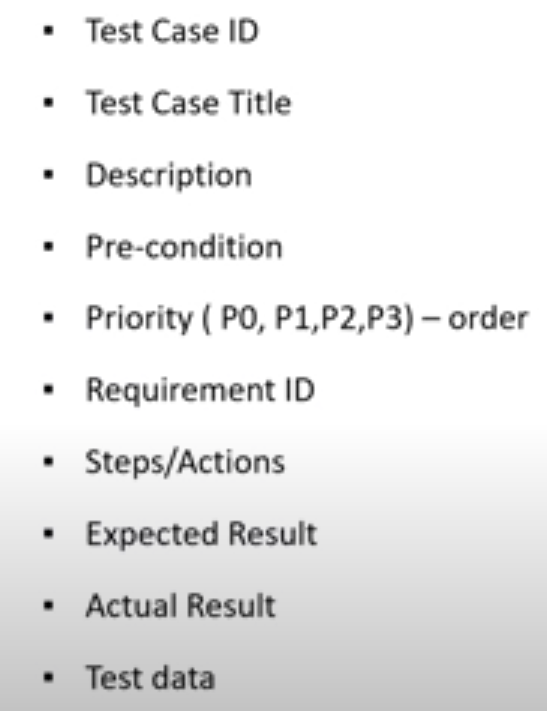 ▪ Test Case ID
▪ Test Case Title
▪ Description
▪ Pre-condition
▪ Priority ( P0, P1,P2,P3) – order
▪ Requirement ID
▪ Steps/Actions
▪ Expected Result
▪ Actual Result
▪ Test data